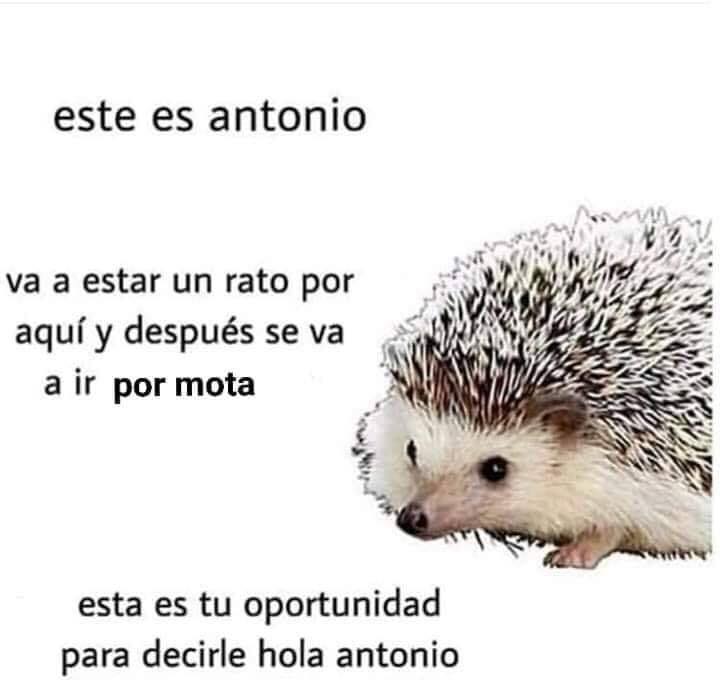 este es antonio
va a estar un rato por
aquí y después se va
a ir por mota
esta es tu oportunidad
para decirle hola antonio